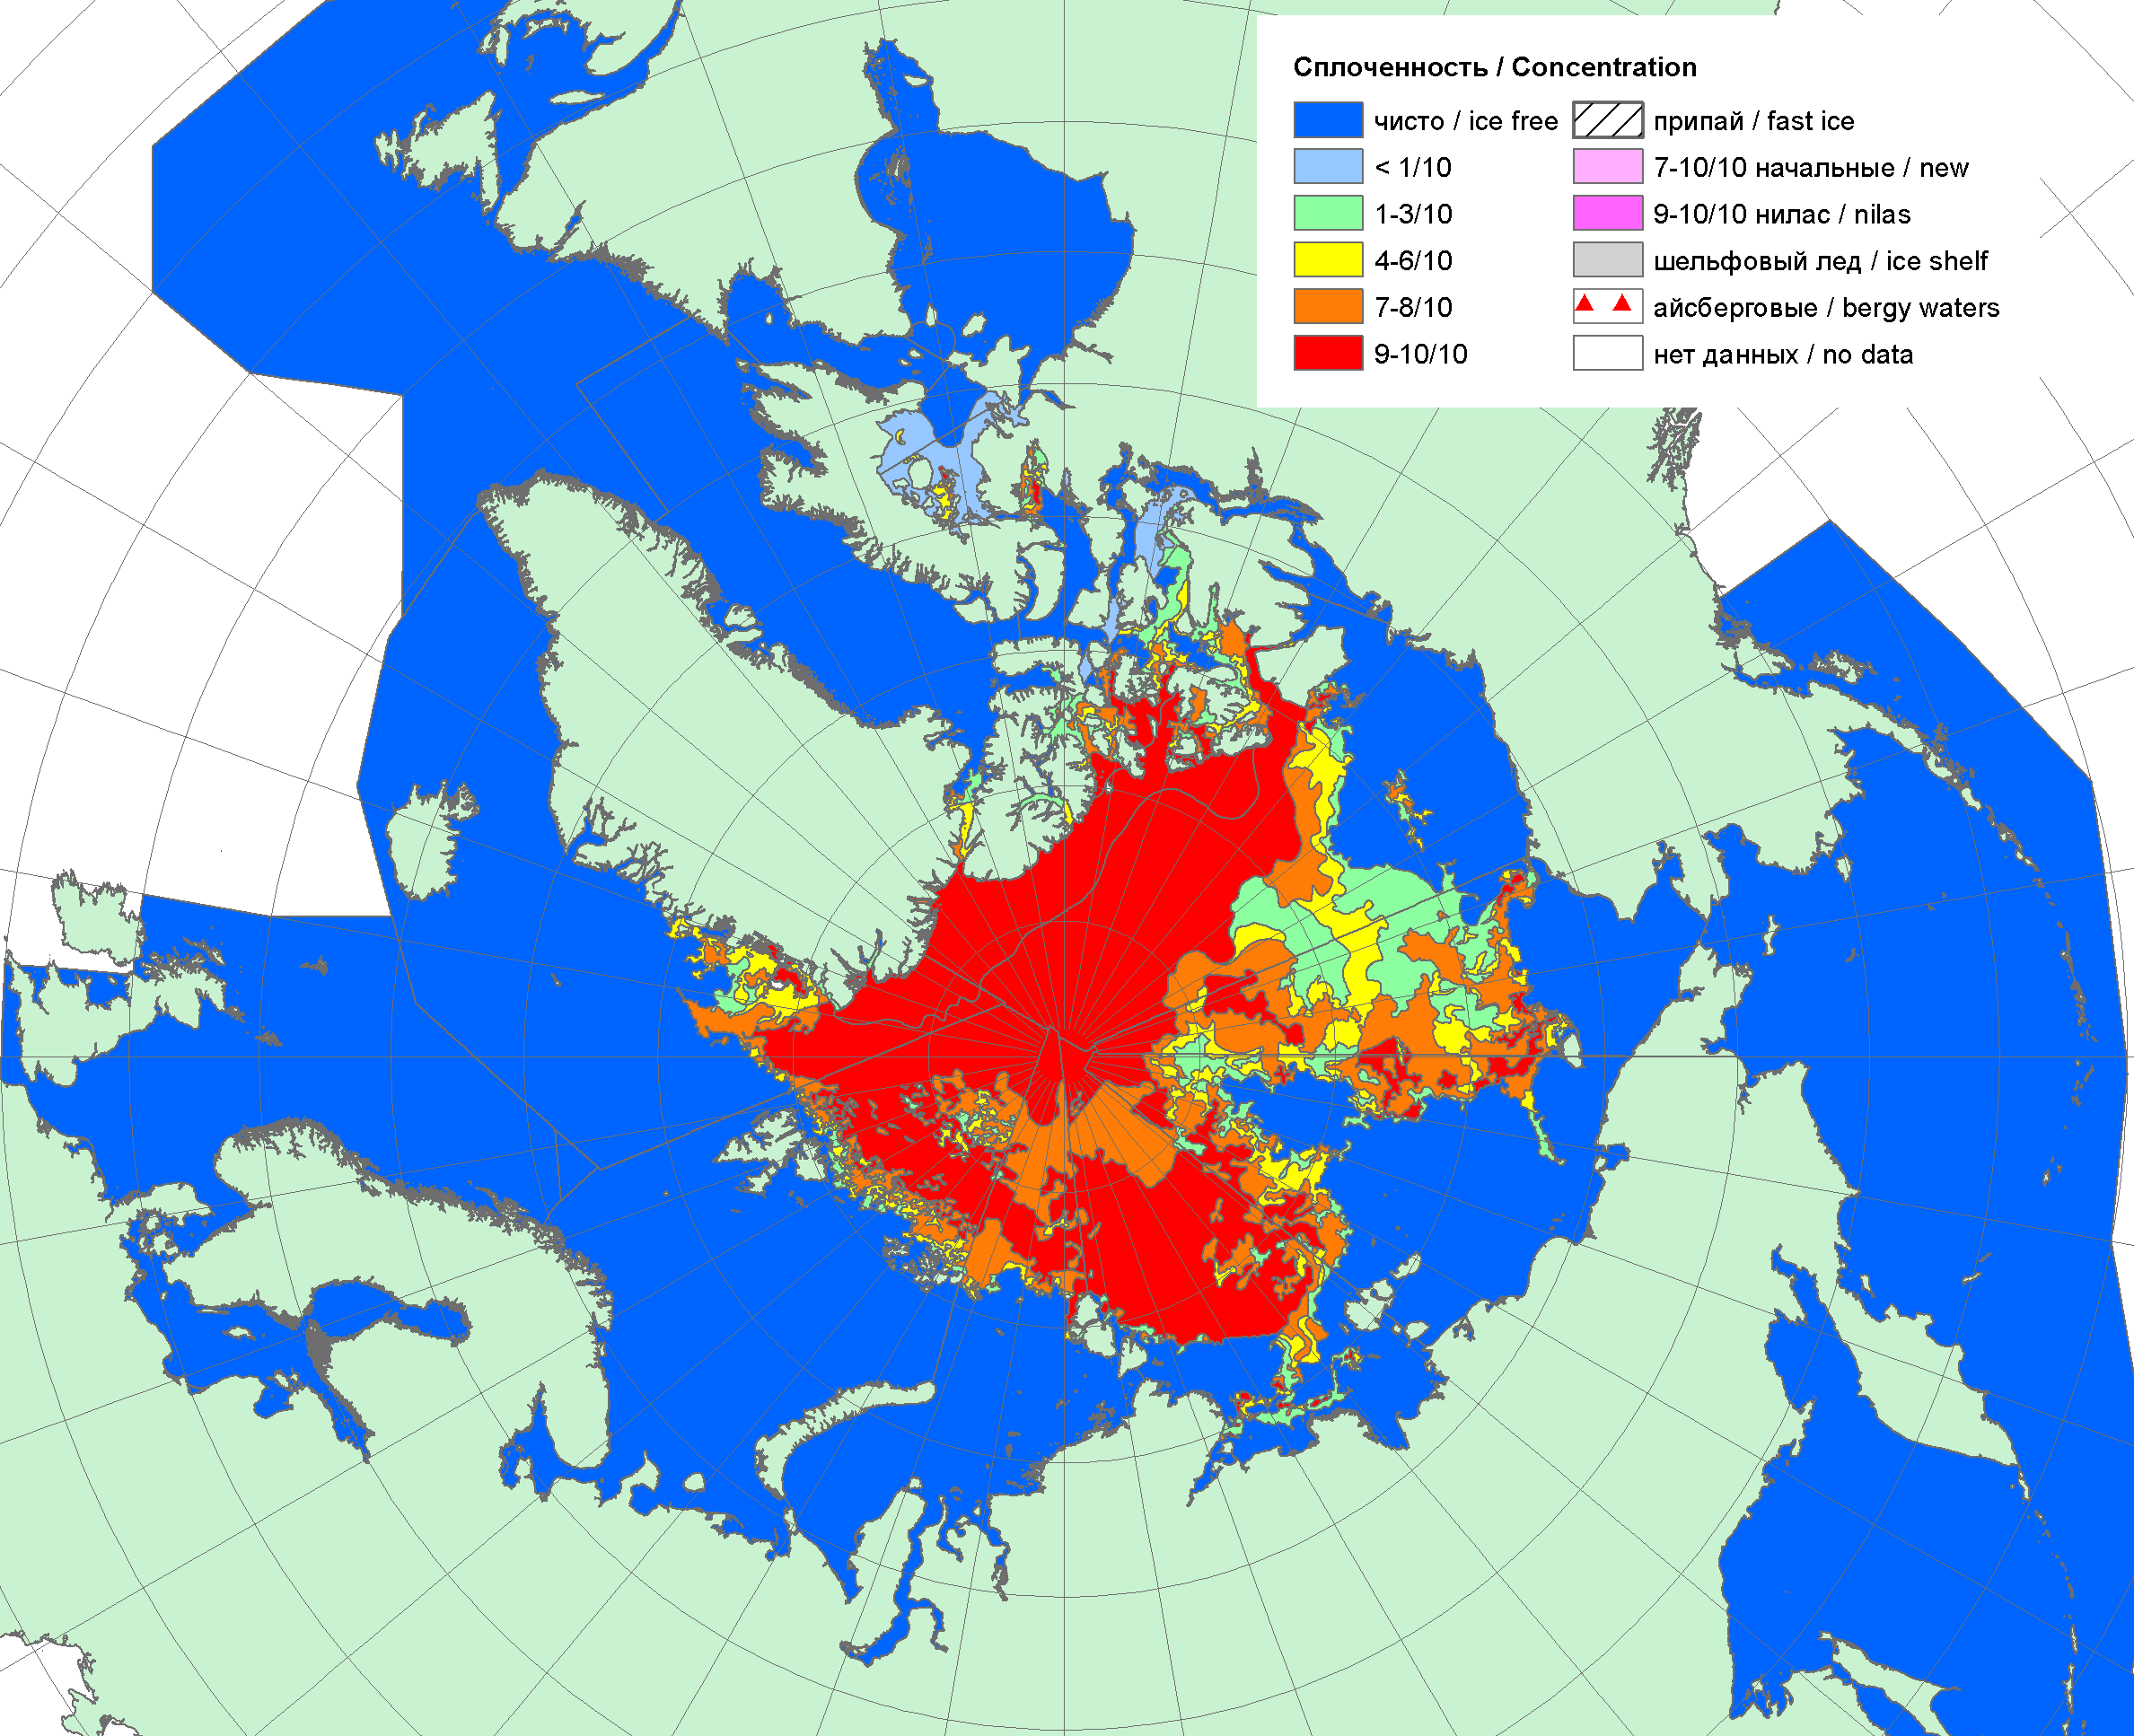 Сплоченность / Concentration
чисто / ice free
< 1/10
1-3/10
4-6/10
7-8/10
9-10/10
припай / fast ice
7-10/10 начальные / new
9-10/10 нилас / nilas
шельфовый лед / ice shelf
айсберговые / bergy waters
нет данных / no data